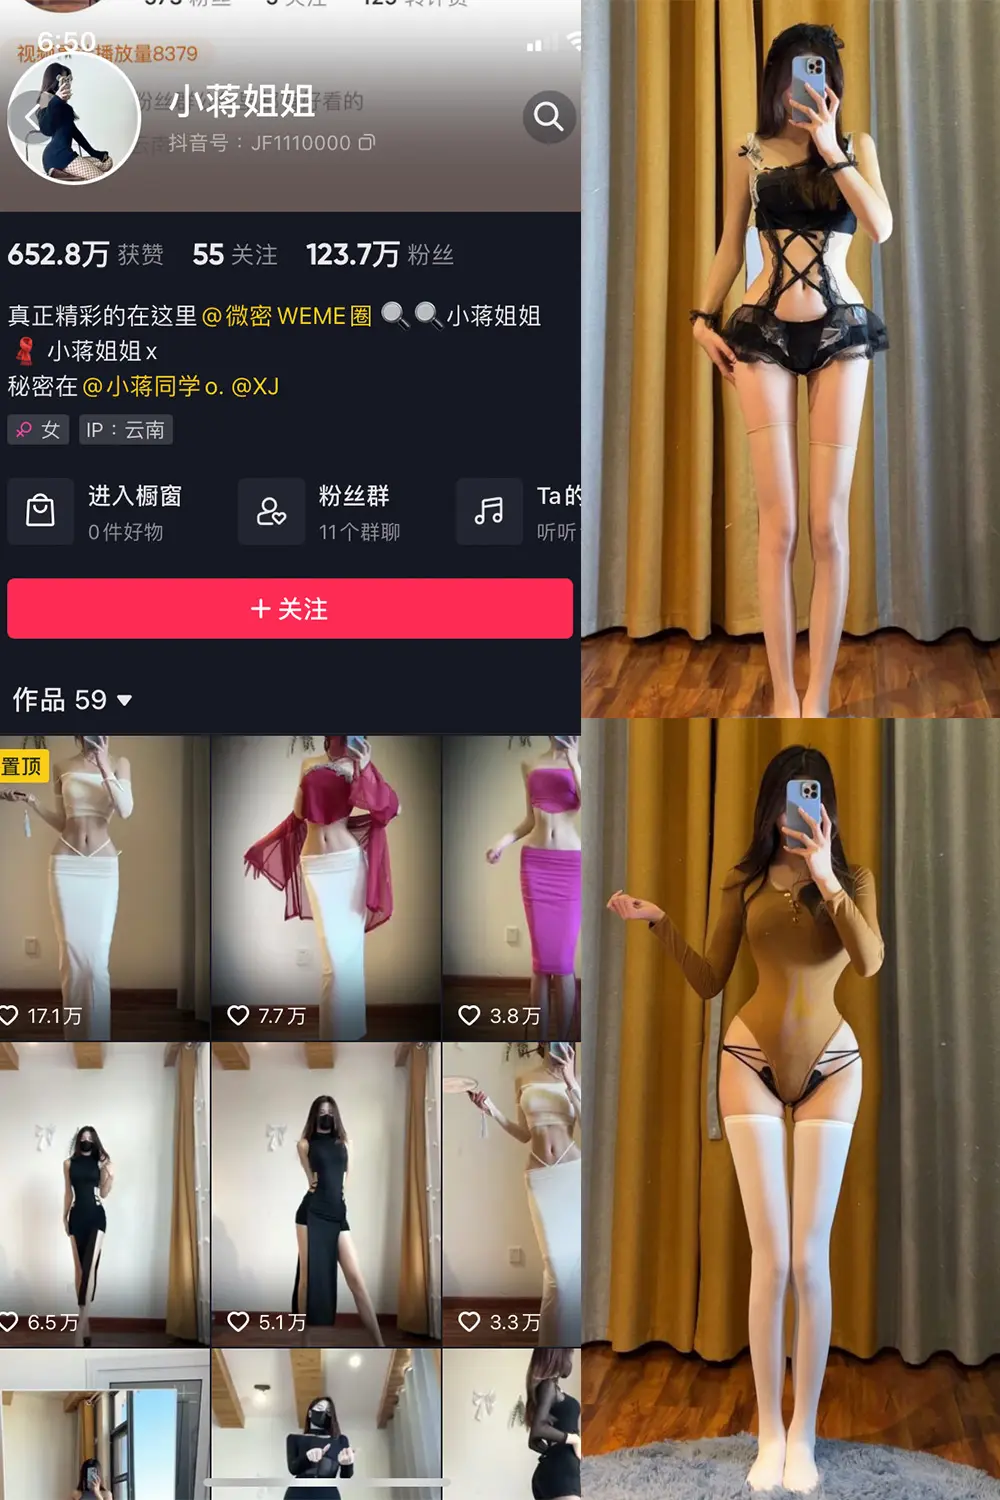 6:50
播放量8379
小蒋姐姐
抖音号：JF1110000
652.8万 获赞 55 关注 123.7万 粉丝
真正精彩的在这里@微密WEME圈 小蒋姐姐
小蒋姐姐x
秘密在@小蒋同学o. @XJ
女 IP：云南
进入橱窗
0件好物
粉丝群
11个群聊
Ta的
听听
+ 关注
作品 59
置顶
17.1万
7.7万
3.8万
6.5万
5.1万
3.3万